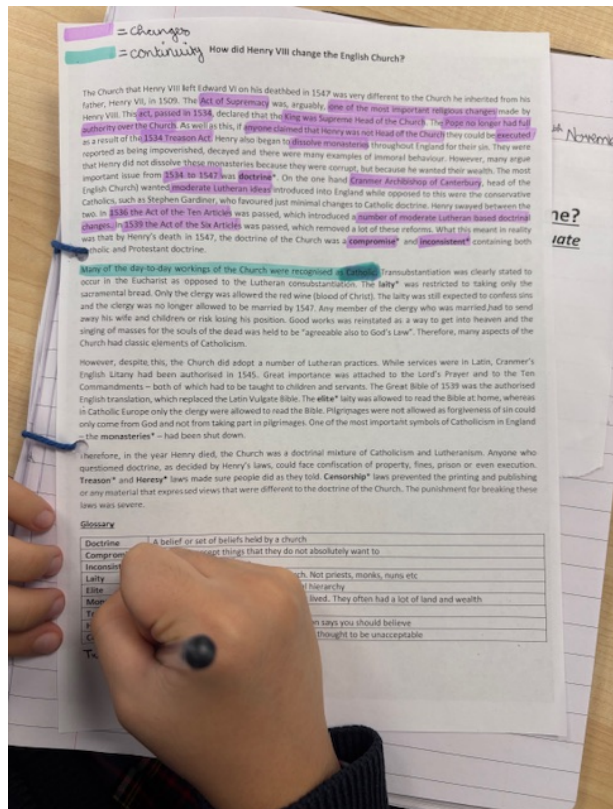 = changes
= continuity
How did Henry VIII change the English Church?
The Church that Henry VIII left Edward VI on his deathbed in 1547 was very different to the Church he inherited from his
father, Henry VII, in 1509. The Act of Supremacy was, arguably, one of the most important religious changes made by
Henry VIII. This act, passed in 1534, declared that the King was Supreme Head of the Church. The Pope no longer had full
authority over the Church. As well as this, if anyone claimed that Henry was not Head of the Church they could be executed
as a result of the 1534 Treason Act. Henry also began to dissolve monasteries throughout England for their sin. They were
reported as being impoverished, decayed and there were many examples of immoral behaviour. However, many argue
that Henry did not dissolve these monasteries because they were corrupt, but because he wanted their wealth. The most
important issue from 1534 to 1547 was doctrine*. On the one hand Cranmer Archbishop of Canterbury, head of the
English Church) wanted moderate Lutheran ideas introduced into England while opposed to this were the conservative
Catholics, such as Stephen Gardiner, who favoured just minimal changes to Catholic doctrine. Henry swayed between the
two. In 1536 the Act of the Ten Articles was passed, which introduced a number of moderate Lutheran based doctrinal
changes. In 1539 the Act of the Six Articles was passed, which removed a lot of these reforms. What this meant in reality
was that by Henry's death in 1547, the doctrine of the Church was a compromise* and inconsistent* containing both
Catholic and Protestant doctrine.
Many of the day-to-day workings of the Church were recognised as Catholic. Transubstantiation was clearly stated to
occur in the Eucharist as opposed to the Lutheran consubstantiation. The laity* was restricted to taking only the
sacramental bread. Only the clergy was allowed the red wine (blood of Christ). The laity was still expected to confess sins
and the clergy was no longer allowed to be married by 1547. Any member of the clergy who was married had to send
away his wife and children or risk losing his position. Good works was reinstated as a way to get into heaven and the
singing of masses for the souls of the dead was held to be "agreeable also to God's Law". Therefore, many aspects of the
Church had classic elements of Catholicism.
However, despite this, the Church did adopt a number of Lutheran practices. While services were in Latin, Cranmer's
English Litany had been authorised in 1545. Great importance was attached to the Lord's Prayer and to the Ten
Commandments – both of which had to be taught to children and servants. The Great Bible of 1539 was the authorised
English translation, which replaced the Latin Vulgate Bible. The elite* laity was allowed to read the Bible at home, whereas
in Catholic Europe only the clergy were allowed to read the Bible. Pilgrimages were not allowed as forgiveness of sin could
only come from God and not from taking part in pilgrimages. One of the most important symbols of Catholicism in England
– the monasteries* – had been shut down.
Therefore, in the year Henry died, the Church was a doctrinal mixture of Catholicism and Lutheranism. Anyone who
questioned doctrine, as decided by Henry's laws, could face confiscation of property, fines, prison or even execution.
Treason* and Heresy* laws made sure people did as they told. Censorship* laws prevented the printing and publishing
or any material that expressed views that were different to the doctrine of the Church. The punishment for breaking these
laws was severe.
Glossary
Doctrine A belief or set of beliefs held by a church
Comprom accept things that they do not absolutely want to
Inconsist
Laity Not priests, monks, nuns etc
Elite hierarchy
lived. They often had a lot of land and wealth
says you should believe
thought to be unacceptable
Novem
ne?
uate